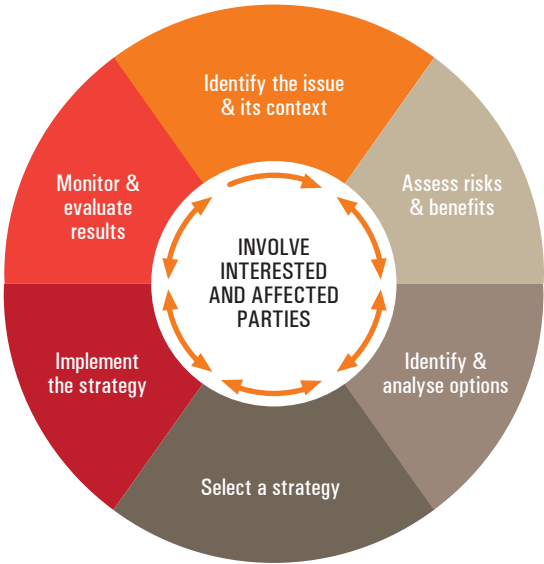 Identify the issue
& its context
Assess risks
& benefits
Identify &
analyse options
Select a strategy
Implement
the strategy
Monitor &
evaluate
results
INVOLVE
INTERESTED
AND AFFECTED
PARTIES